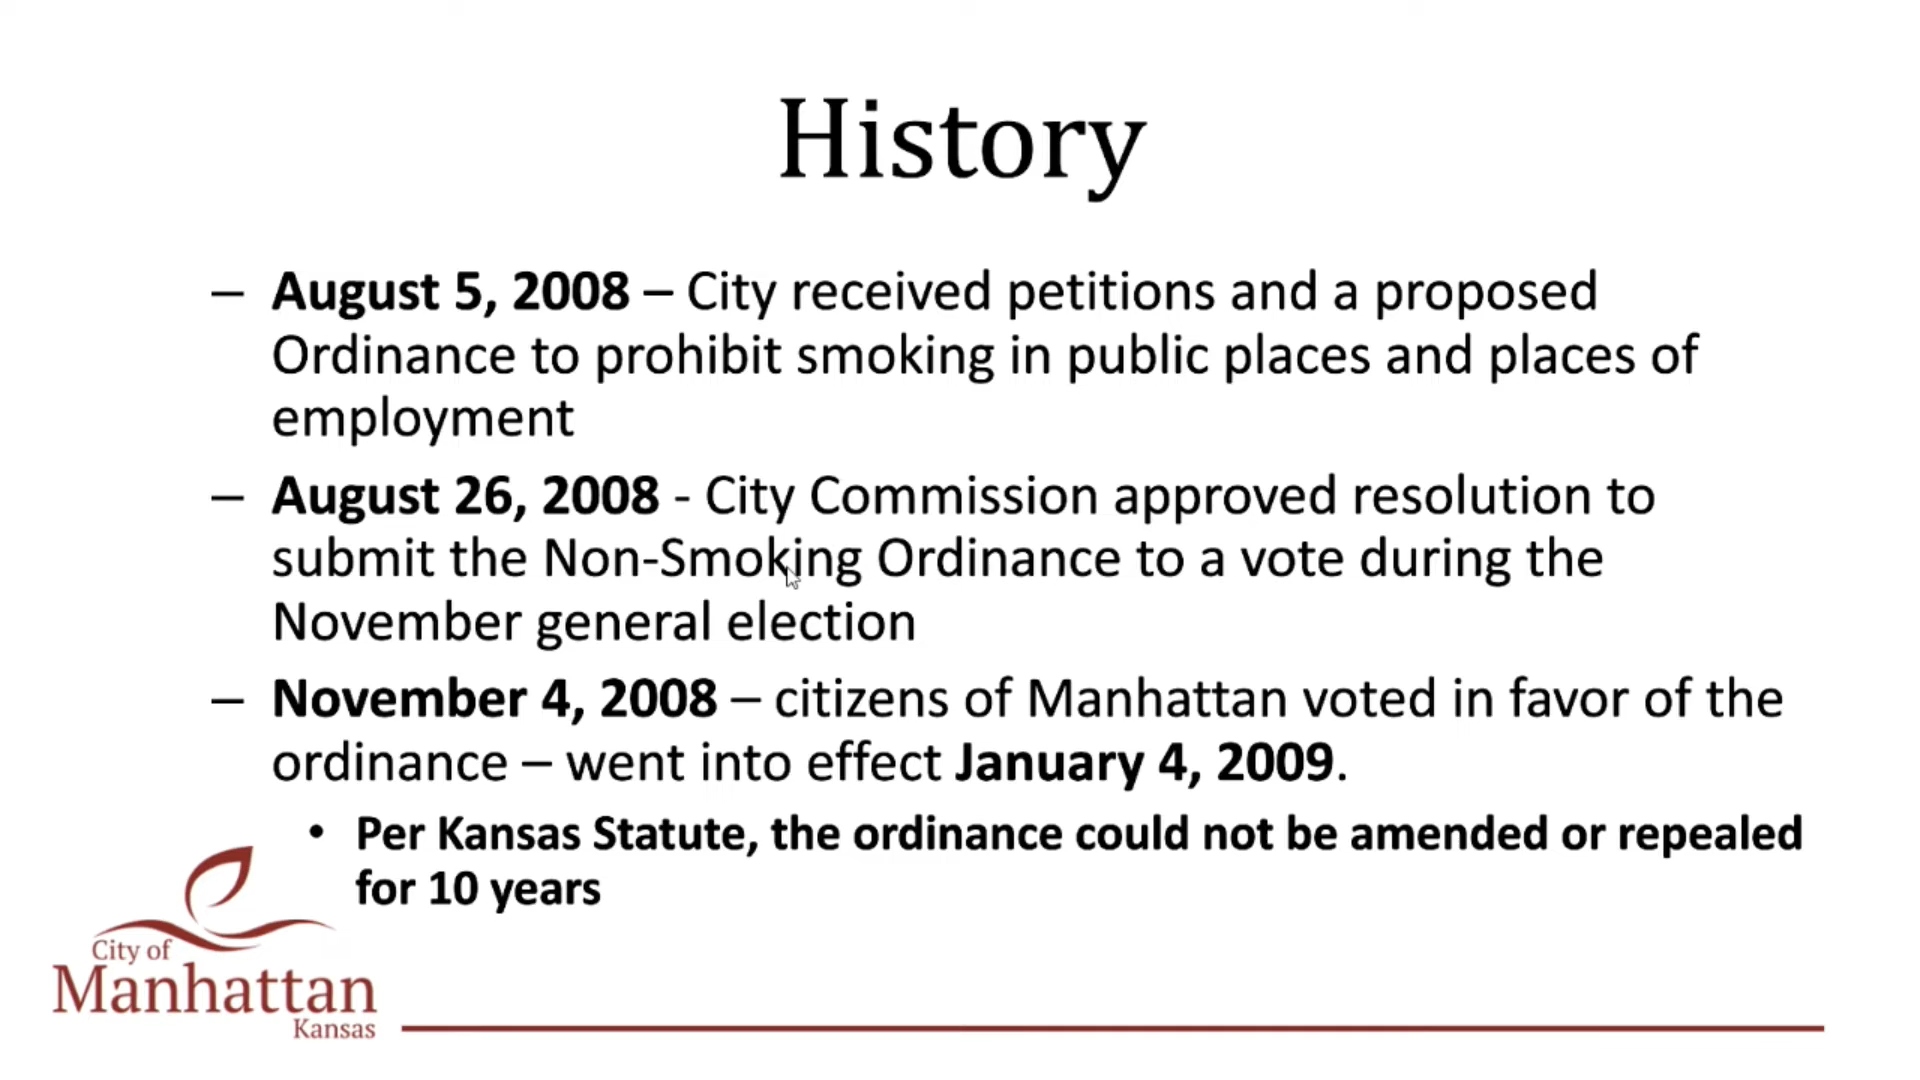 History
– August 5, 2008 – City received petitions and a proposed
Ordinance to prohibit smoking in public places and places of
employment
– August 26, 2008 - City Commission approved resolution to
submit the Non-Smoking Ordinance to a vote during the
November general election
– November 4, 2008 – citizens of Manhattan voted in favor of the
ordinance – went into effect January 4, 2009.
• Per Kansas Statute, the ordinance could not be amended or repealed
for 10 years
City of
Manhattan
Kansas